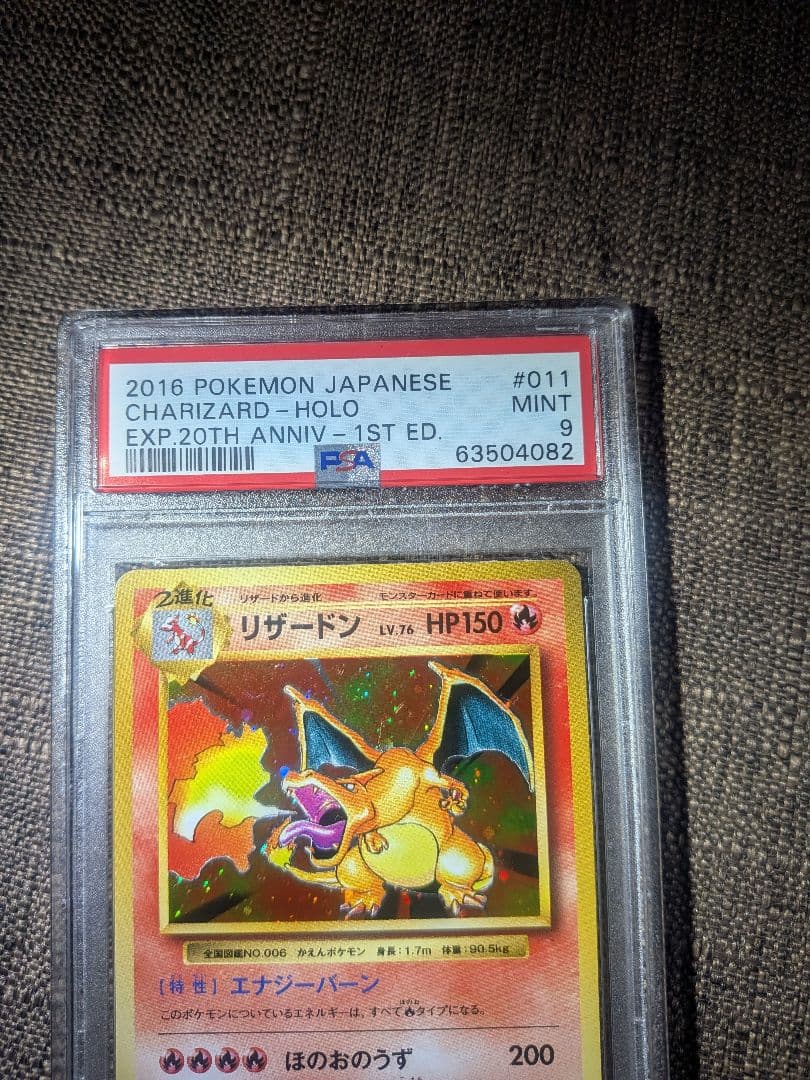 2016 POKEMON JAPANESE #011
CHARIZARD - HOLO MINT
EXP.20TH ANNIV - 1ST ED. 9
PSA 63504082
2進化 リザードから進化 モンスターカードに重ねて使います。
リザードン LV.76 HP150
全国図鑑NO.006 かえんポケモン 身長:1.7m 体重:90.5kg
[特性] エナジーバーン
このポケモンについているエネルギーは、すべてタイプになる。
ほのお
ほのおのうず 200